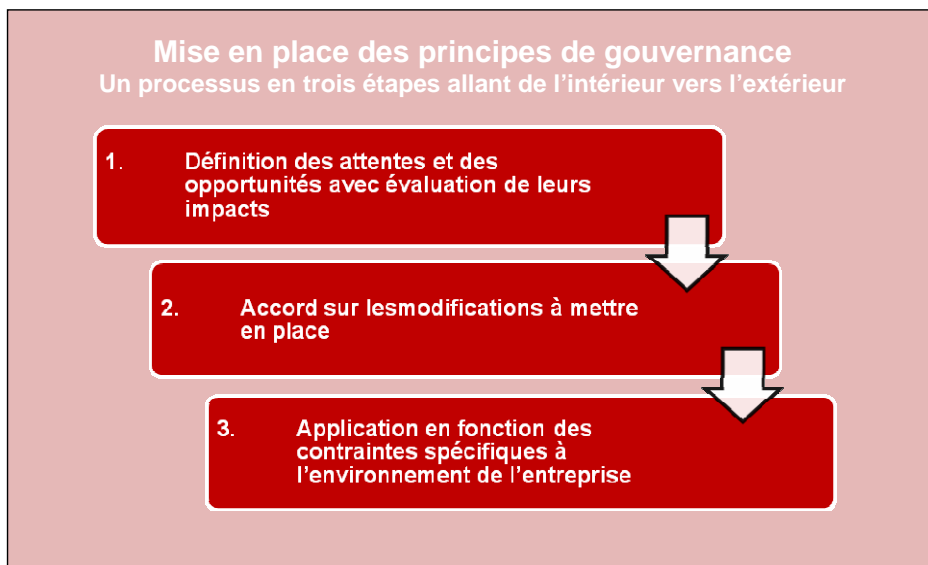 Mise en place des principes de gouvernance
Un processus en trois étapes allant de l'intérieur vers l'extérieur
1. Définition des attentes et des
opportunités avec évaluation de leurs
impacts
2. Accord sur lesmodifications à mettre
en place
3. Application en fonction des
contraintes spécifiques à
l'environnement de l'entreprise